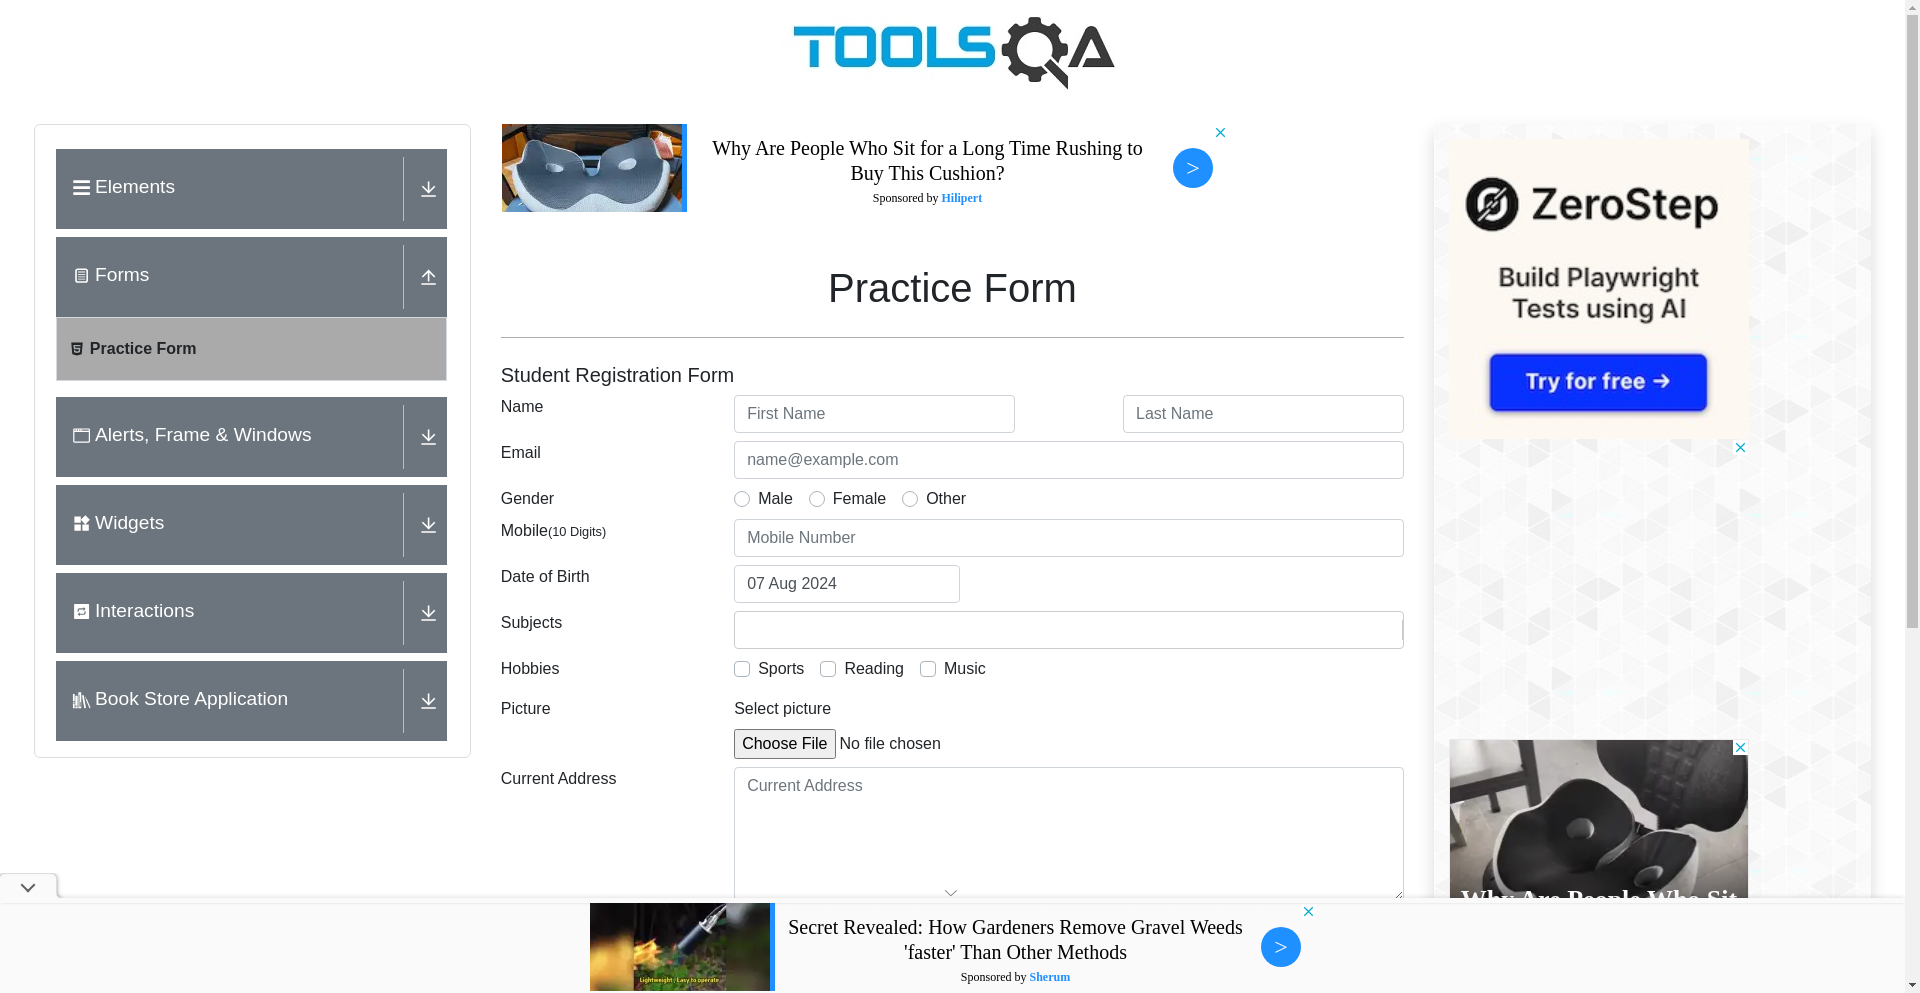 TOOLSQA
Elements
Forms
Practice Form
Alerts, Frame & Windows
Widgets
Interactions
Book Store Application
Why Are People Who Sit for a Long Time Rushing to
Buy This Cushion?
Sponsored by Hilipert
>
Practice Form
Student Registration Form
Name
First Name
Last Name
Email
name@example.com
Gender
Male
Female
Other
Mobile(10 Digits)
Mobile Number
Date of Birth
07 Aug 2024
Subjects
Hobbies
Sports
Reading
Music
Picture
Select picture
Choose File No file chosen
Current Address
Current Address
ZeroStep
Build Playwright
Tests using AI
Try for free →
Why Are People Who Sit
Lightweight, Easy to operate
Secret Revealed: How Gardeners Remove Gravel Weeds
'faster' Than Other Methods
Sponsored by Sherum
>